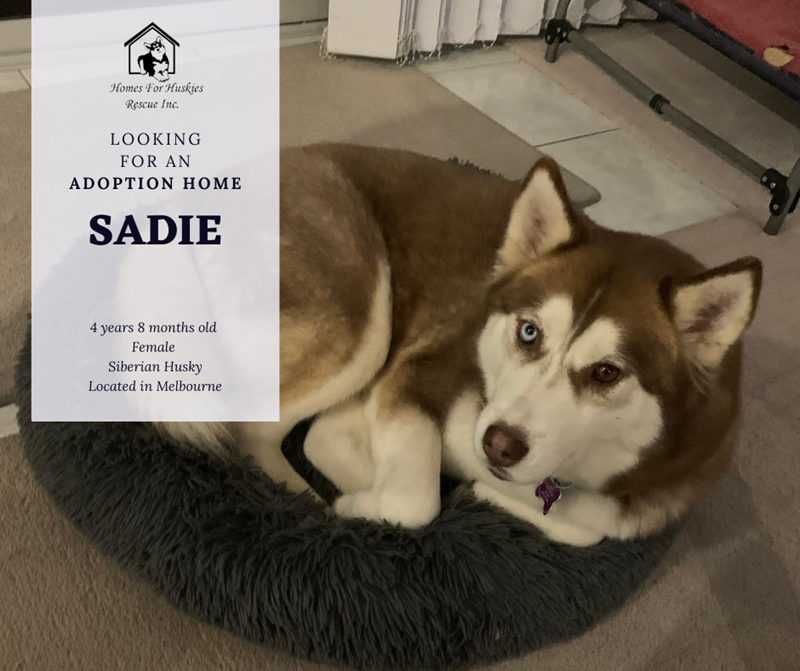 Homes For Huskies
Rescue Inc.
LOOKING
FOR AN
ADOPTION HOME
SADIE
4 years 8 months old
Female
Siberian Husky
Located in Melbourne